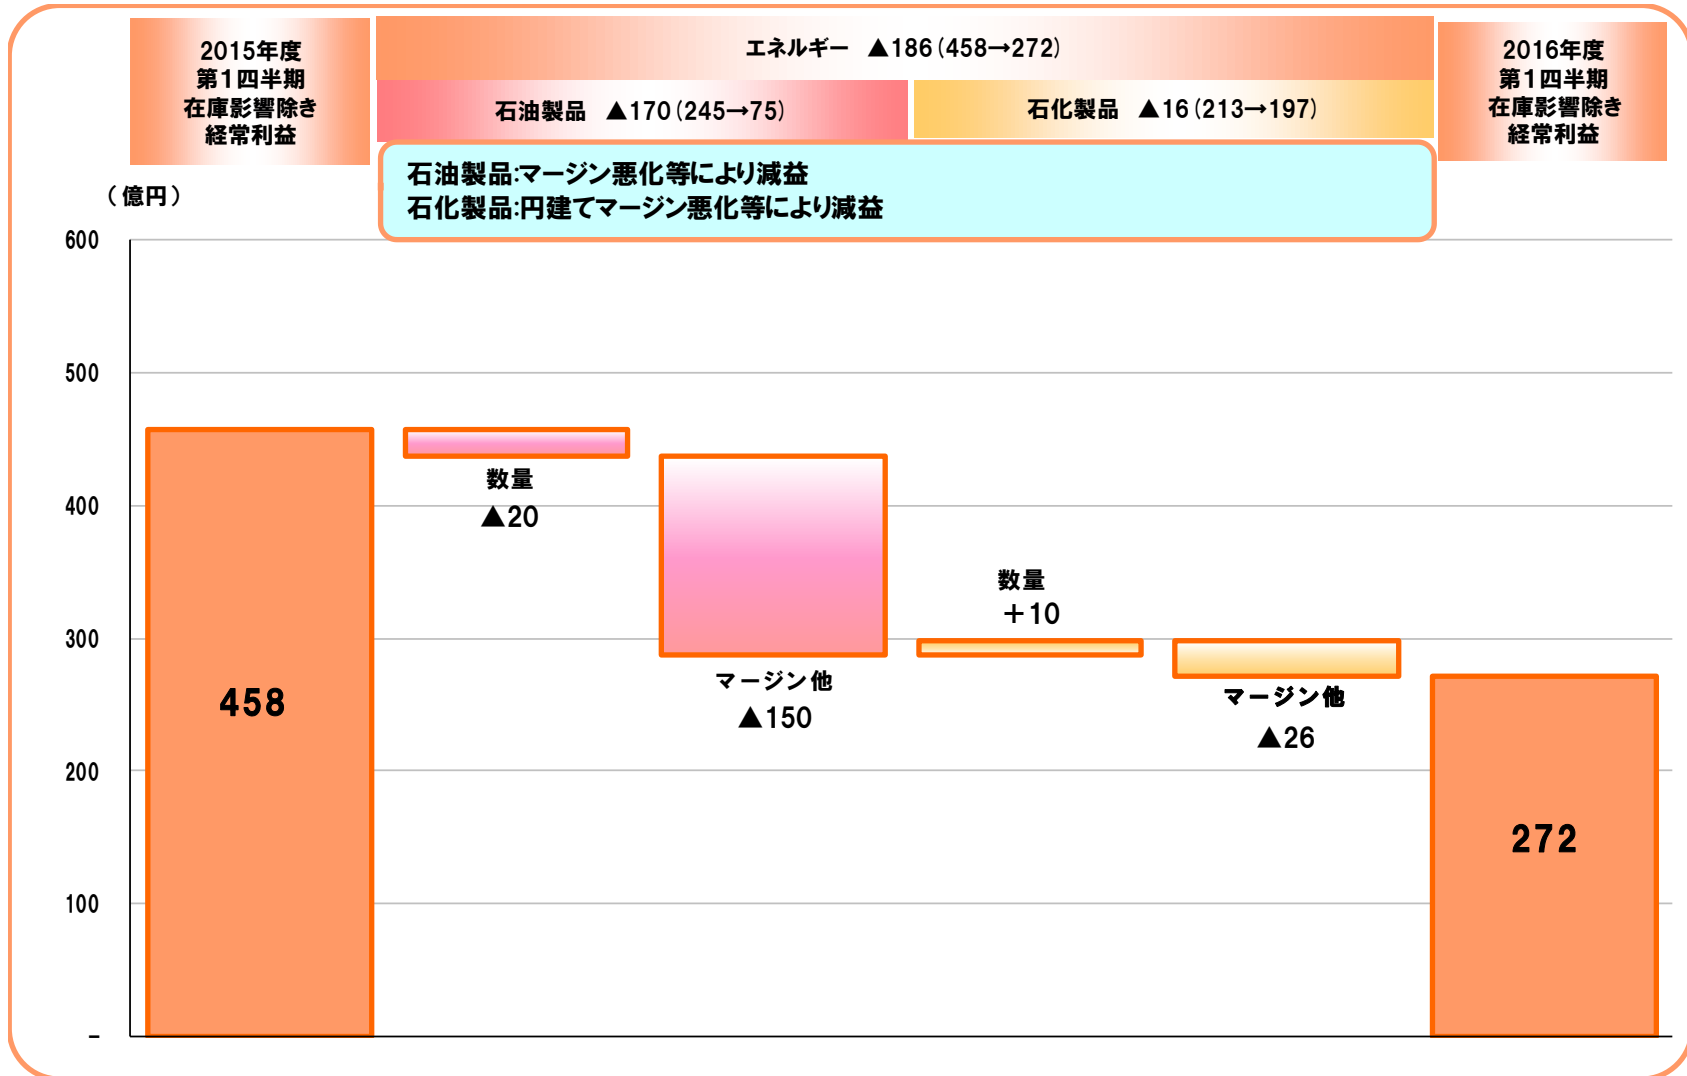 2015年度
第1四半期
在庫影響除き
経常利益
エネルギー ▲186(458→272)
石油製品 ▲170(245→75)
石化製品 ▲16(213→197)
2016年度
第1四半期
在庫影響除き
経常利益
石油製品:マージン悪化等により減益
石化製品:円建てマージン悪化等により減益
(億円)
600
500
400
300
200
100
-
458
数量
▲20
マージン他
▲150
数量
+10
マージン他
▲26
272